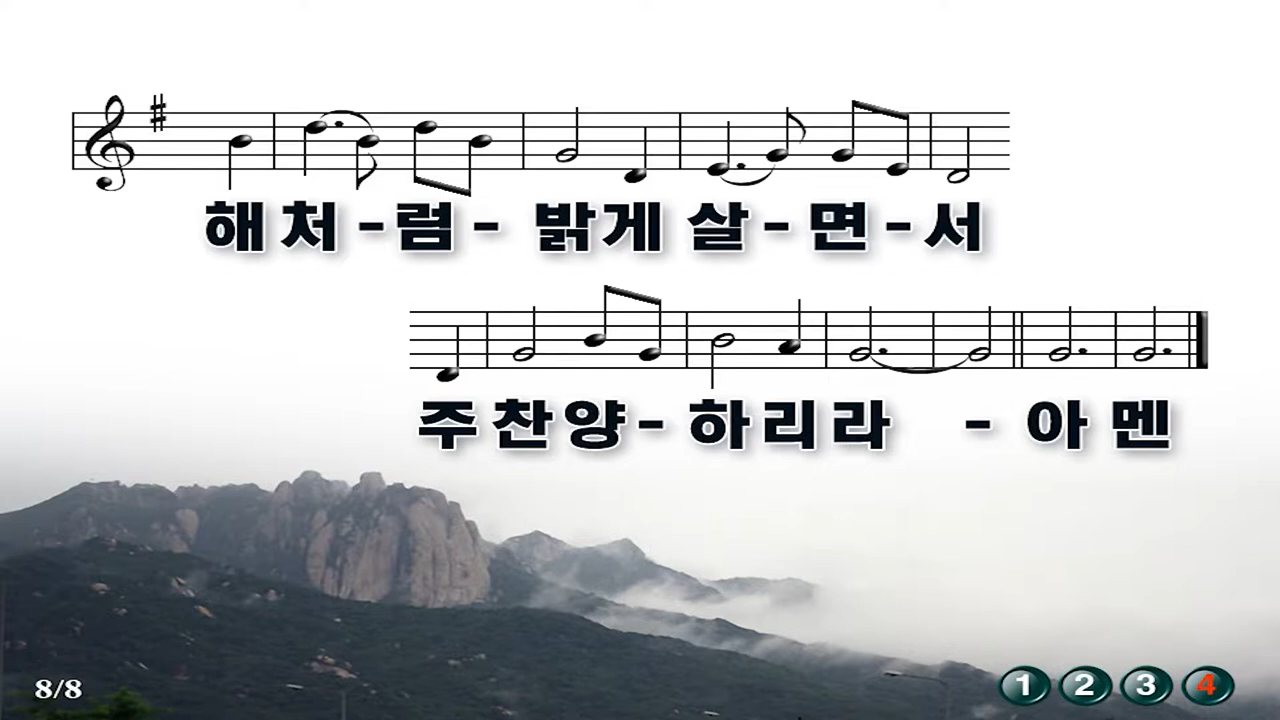 해 처 - 럼 - 밝게 살 - 면 - 서
주 찬 양 - 하 리 라 - 아 멘
8/8 1 2 3 4